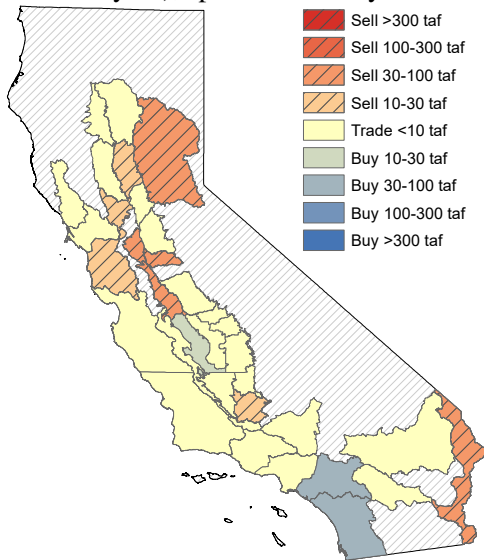 Sell >300 taf
Sell 100-300 taf
Sell 30-100 taf
Sell 10-30 taf
Trade <10 taf
Buy 10-30 taf
Buy 30-100 taf
Buy 100-300 taf
Buy >300 taf